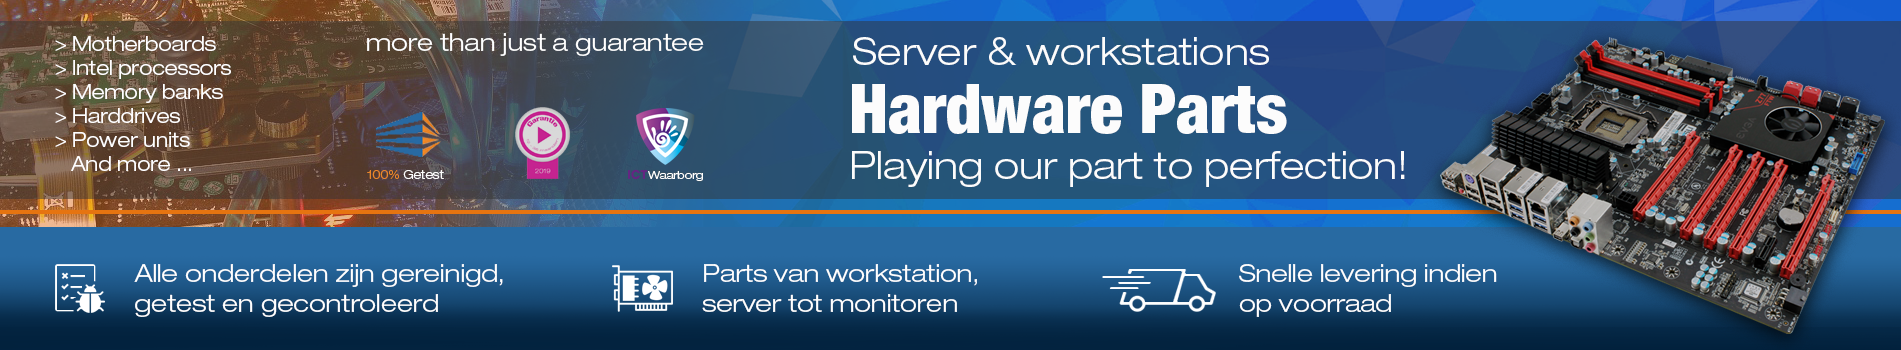 > Motherboards
> Intel processors
> Memory banks
> Harddrives
> Power units
And more ...
more than just a guarantee
100% Getest
Garantie
2019
ICTWaarborg
Server & workstations
Hardware Parts
Playing our part to perfection!
Alle onderdelen zijn gereinigd,
getest en gecontroleerd
Parts van workstation,
server tot monitoren
Snelle levering indien
op voorraad